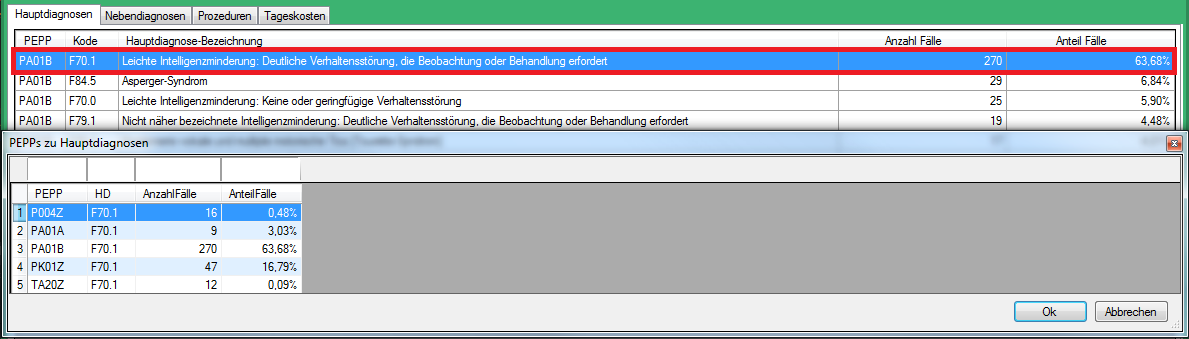 Hauptdiagnosen Nebendiagnosen Prozeduren Tageskosten
PEPP Kode Hauptdiagnose-Bezeichnung Anzahl Fälle Anteil Fälle
PA01B F70.1 Leichte Intelligenzminderung: Deutliche Verhaltensstörung, die Beobachtung oder Behandlung erfordert 270 63,68%
PA01B F84.5 Asperger-Syndrom 29 6,84%
PA01B F70.0 Leichte Intelligenzminderung: Keine oder geringfügige Verhaltensstörung 25 5,90%
PA01B F79.1 Nicht näher bezeichnete Intelligenzminderung: Deutliche Verhaltensstörung, die Beobachtung oder Behandlung erfordert 19 4,48%
PEPPs zu Hauptdiagnosen
PEPP HD AnzahlFälle AnteilFälle
1 P004Z F70.1 16 0,48%
2 PA01A F70.1 9 3,03%
3 PA01B F70.1 270 63,68%
4 PK01Z F70.1 47 16,79%
5 TA20Z F70.1 12 0,09%
Ok Abbrechen